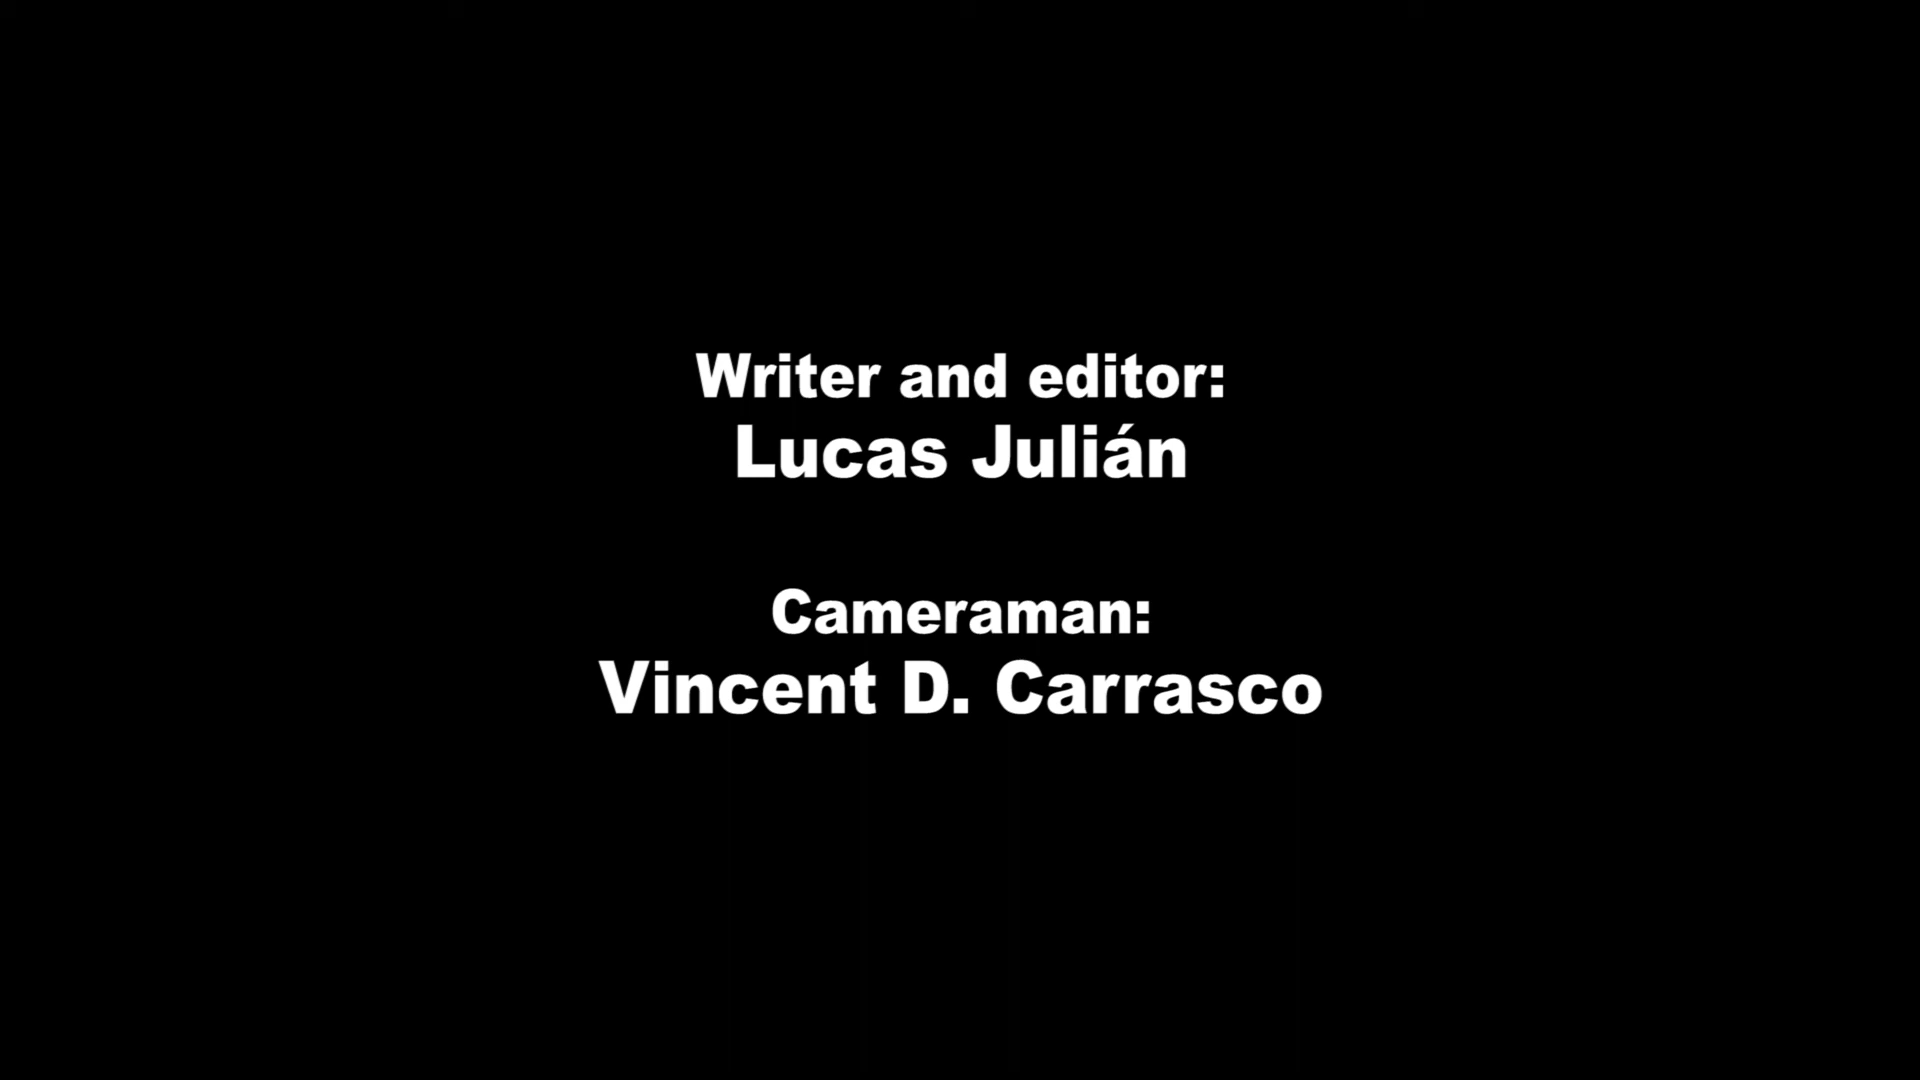 Writer and editor:
Lucas Julián
Cameraman:
Vincent D. Carrasco